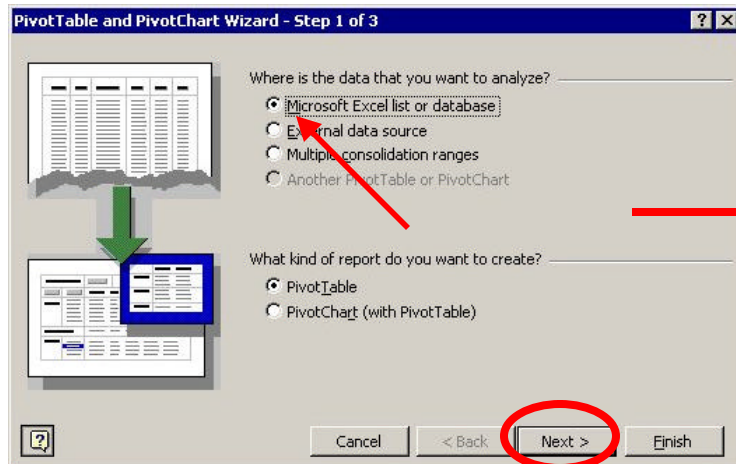 PivotTable and PivotChart Wizard - Step 1 of 3
Where is the data that you want to analyze?
Microsoft Excel list or database
External data source
Multiple consolidation ranges
Another PivotTable or PivotChart
What kind of report do you want to create?
PivotTable
PivotChart (with PivotTable)
Cancel < Back Next > Finish